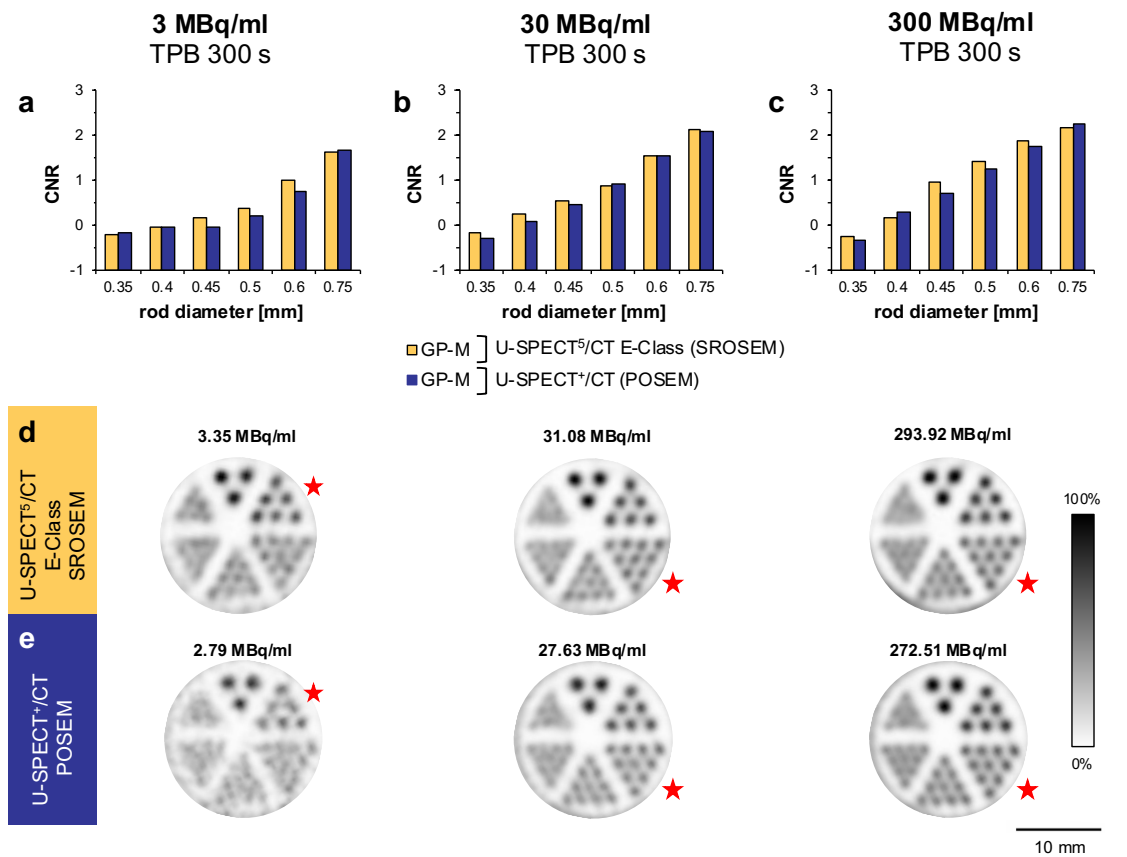 3 MBq/ml
TPB 300 s
30 MBq/ml
TPB 300 s
300 MBq/ml
TPB 300 s
a
3
2
1
0
-1
CNR
0.35 0.4 0.45 0.5 0.6 0.75
rod diameter [mm]
b
3
2
1
0
-1
CNR
0.35 0.4 0.45 0.5 0.6 0.75
rod diameter [mm]
c
3
2
1
0
-1
CNR
0.35 0.4 0.45 0.5 0.6 0.75
rod diameter [mm]
GP-M U-SPECT⁵/CT E-Class (SROSEM)
GP-M U-SPECT⁺/CT (POSEM)
d
U-SPECT⁵/CT
E-Class
SROSEM
3.35 MBq/ml
31.08 MBq/ml
293.92 MBq/ml
e
U-SPECT⁺/CT
POSEM
2.79 MBq/ml
27.63 MBq/ml
272.51 MBq/ml
100%
0%
10 mm